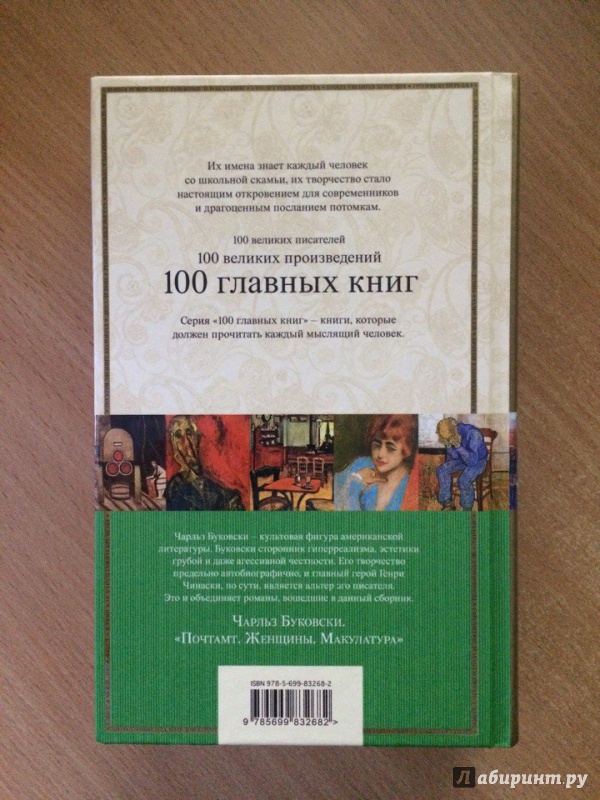 Их имена знает каждый человек
со школьной скамьи, их творчество стало
настоящим откровением для современников
и драгоценным посланием потомкам.
100 великих писателей
100 великих произведений
100 главных книг
Серия «100 главных книг» – книги, которые
должен прочитать каждый мыслящий человек.
Чарльз Буковски – культовая фигура американской
литературы. Буковски сторонник гиперреализма, эстетики
грубой и даже агессивной честности. Его творчество
предельно автобиографично, и главный герой Генри
Чинаски, по сути, является альтер эго писателя.
Это и объединяет романы, вошедшие в данный сборник.
Чарльз Буковски.
«Почтамт. Женщины. Макулатура»
ISBN 978-5-699-83268-2
9 785699 832682 >
Лабиринт.ру